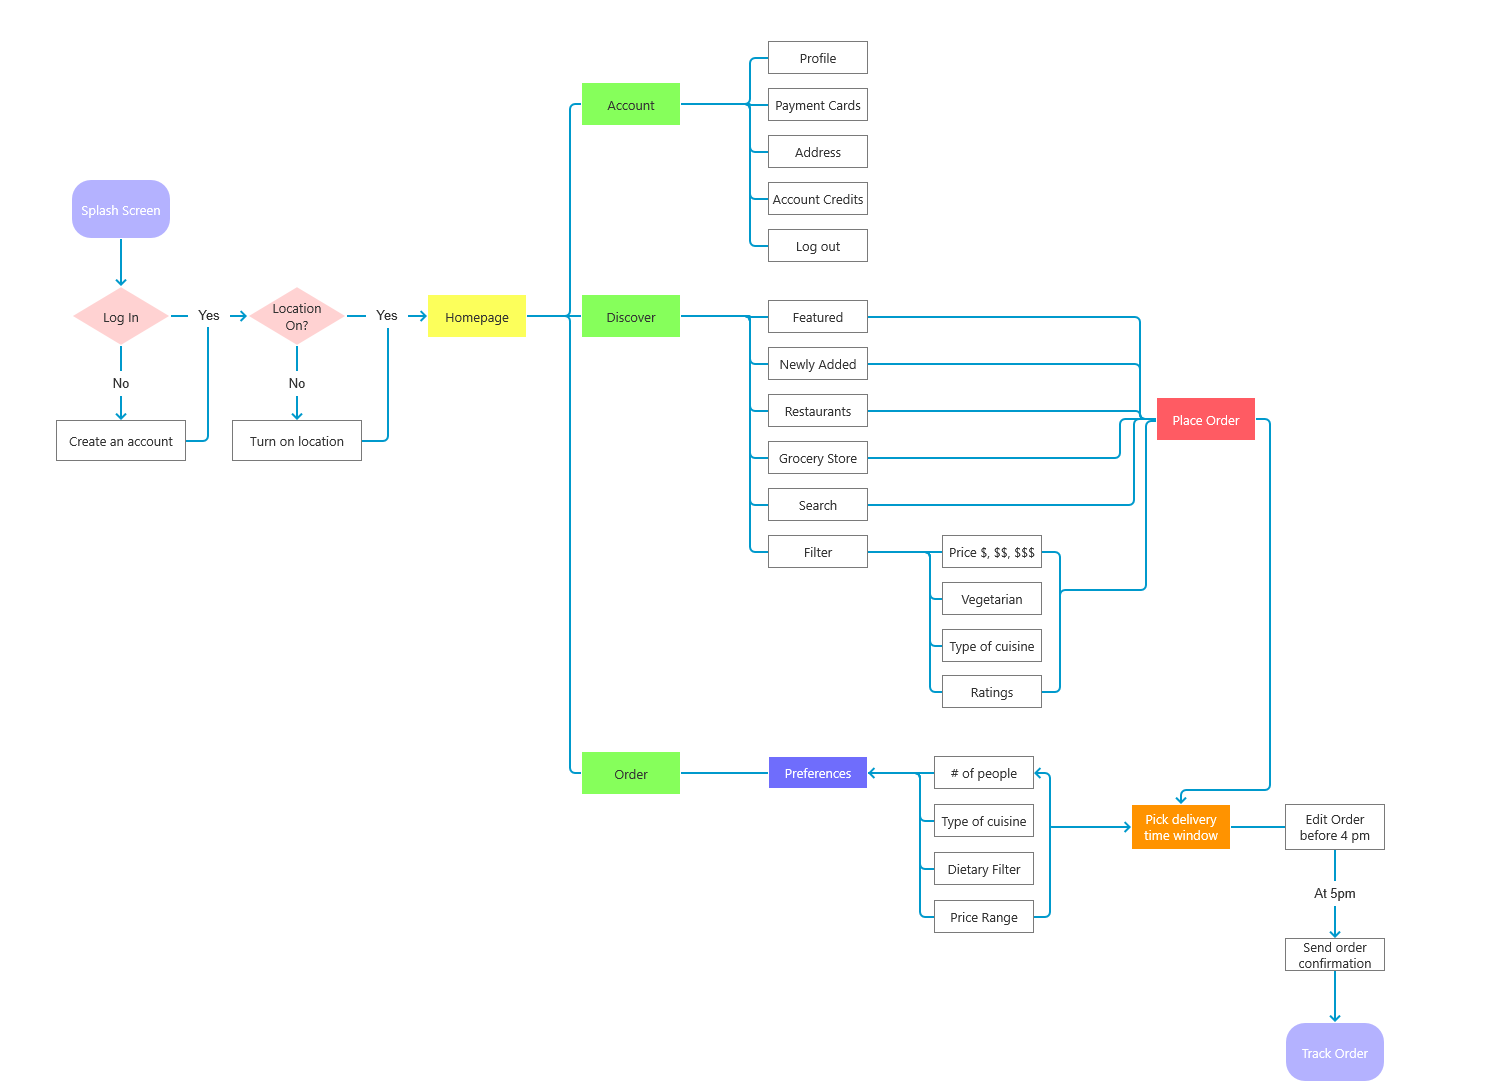 Profile
Account
Payment Cards
Address
Account Credits
Log out
Splash Screen
Log In
Yes
Location
On?
Yes
Homepage
Discover
No
No
Create an account
Turn on location
Featured
Newly Added
Restaurants
Grocery Store
Search
Filter
Place Order
Price $, $$, $$$
Vegetarian
Type of cuisine
Ratings
Order
Preferences
# of people
Type of cuisine
Dietary Filter
Price Range
Pick delivery
time window
Edit Order
before 4 pm
At 5pm
Send order
confirmation
Track Order